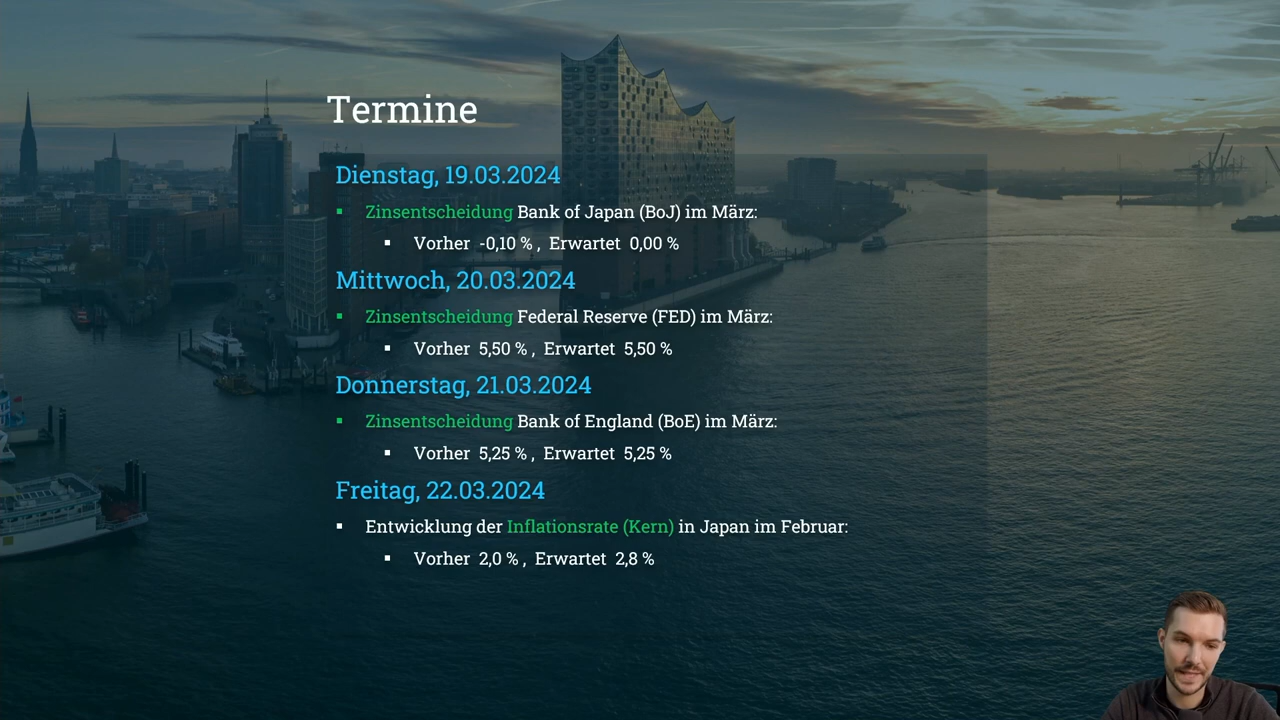 Termine
Dienstag, 19.03.2024
Zinsentscheidung Bank of Japan (BoJ) im März:
Vorher -0,10 % , Erwartet 0,00 %
Mittwoch, 20.03.2024
Zinsentscheidung Federal Reserve (FED) im März:
Vorher 5,50 % , Erwartet 5,50 %
Donnerstag, 21.03.2024
Zinsentscheidung Bank of England (BoE) im März:
Vorher 5,25 % , Erwartet 5,25 %
Freitag, 22.03.2024
Entwicklung der Inflationsrate (Kern) in Japan im Februar:
Vorher 2,0 % , Erwartet 2,8 %